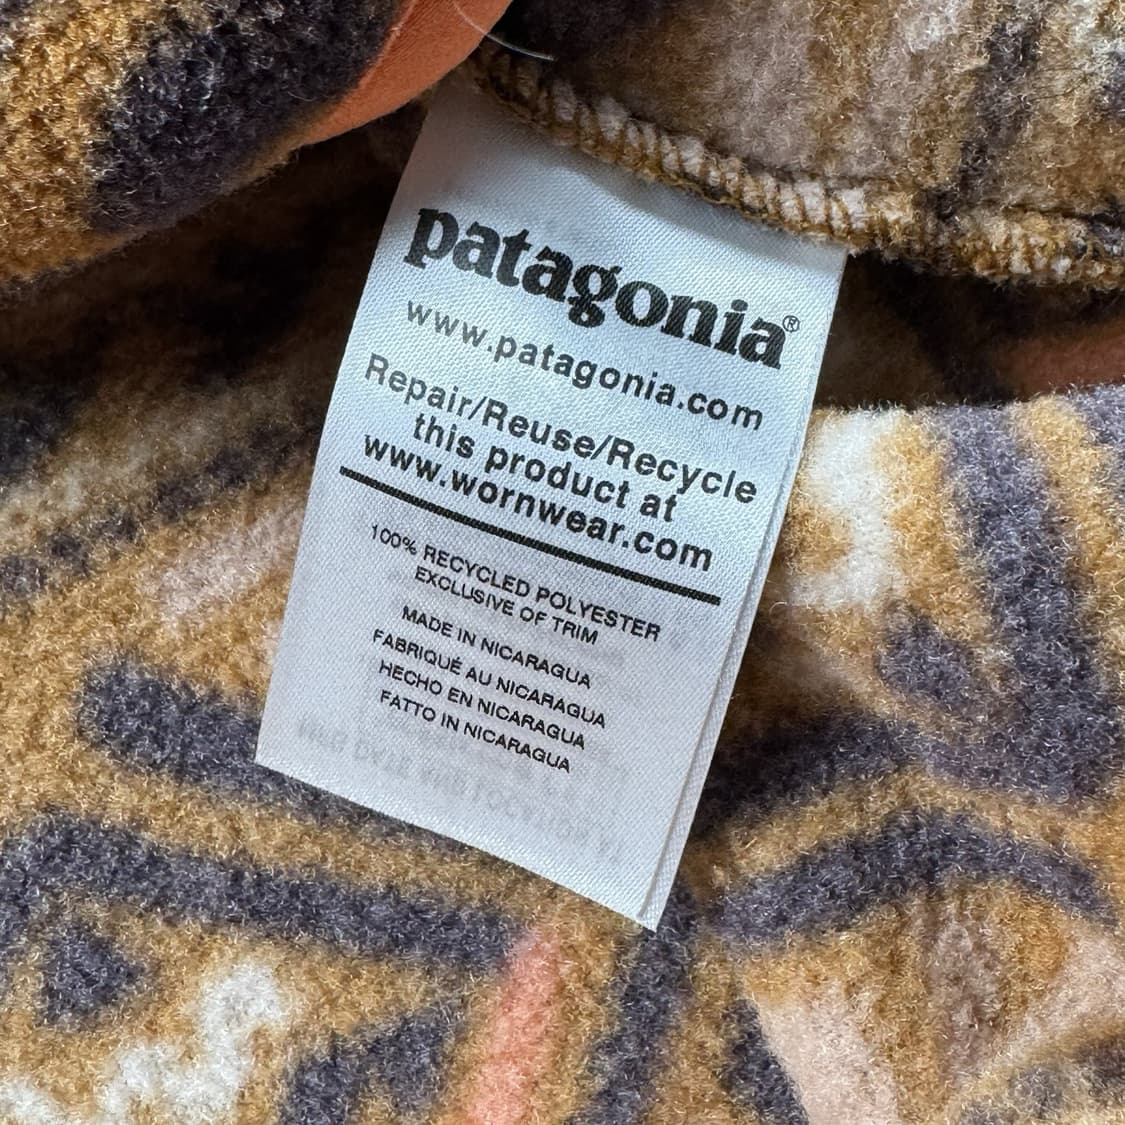 patagonia®
www.patagonia.com
Repair/Reuse/Recycle
this product at
www.wornwear.com
100% RECYCLED POLYESTER
EXCLUSIVE OF TRIM
MADE IN NICARAGUA
FABRIQUÉ AU NICARAGUA
HECHO EN NICARAGUA
FATTO IN NICARAGUA